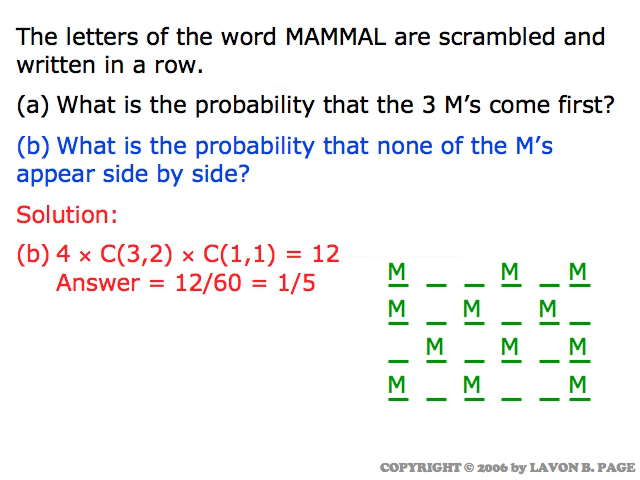 The letters of the word MAMMAL are scrambled and
written in a row.
(a) What is the probability that the 3 M's come first?
(b) What is the probability that none of the M's
appear side by side?
Solution:
(b) 4 × C(3,2) × C(1,1) = 12
Answer = 12/60 = 1/5
M _ _ M _ M
M _ M _ M _
_ M _ M _ M
M _ M _ _ M
COPYRIGHT © 2006 by LAVON B. PAGE